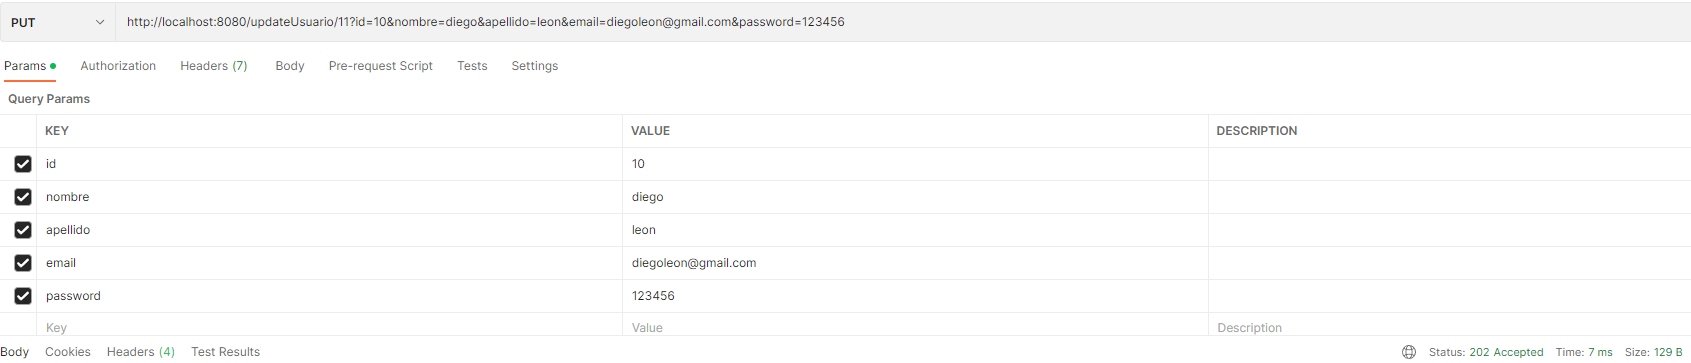 PUT http://localhost:8080/updateUsuario/11?id=10&nombre=diego&apellido=leon&email=diegoleon@gmail.com&password=123456
Params Authorization Headers (7) Body Pre-request Script Tests Settings
Query Params
KEY VALUE DESCRIPTION
id 10
nombre diego
apellido leon
email diegoleon@gmail.com
password 123456
Key Value Description
Body Cookies Headers (4) Test Results Status: 202 Accepted Time: 7 ms Size: 129 B